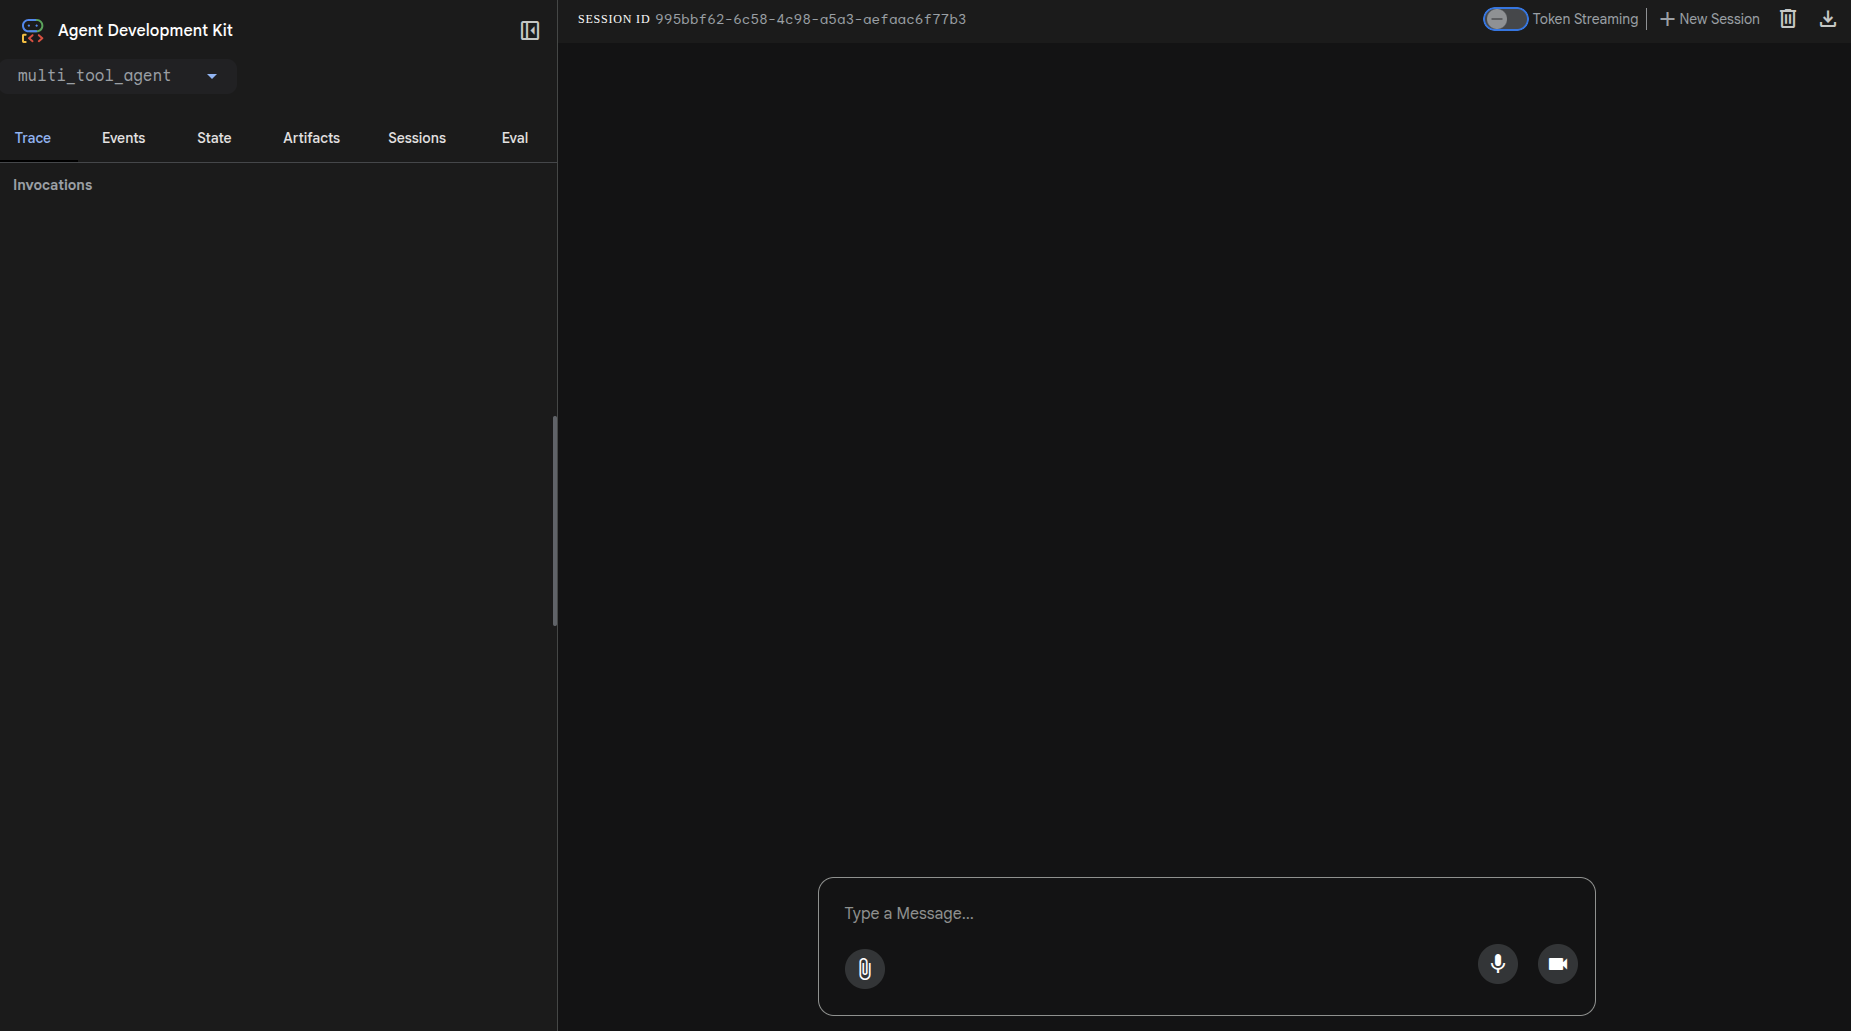 Agent Development Kit
multi_tool_agent
Trace Events State Artifacts Sessions Eval
Invocations
SESSION ID 995bbf62-6c58-4c98-a5a3-aefaac6f77b3
Token Streaming
New Session
Type a Message...